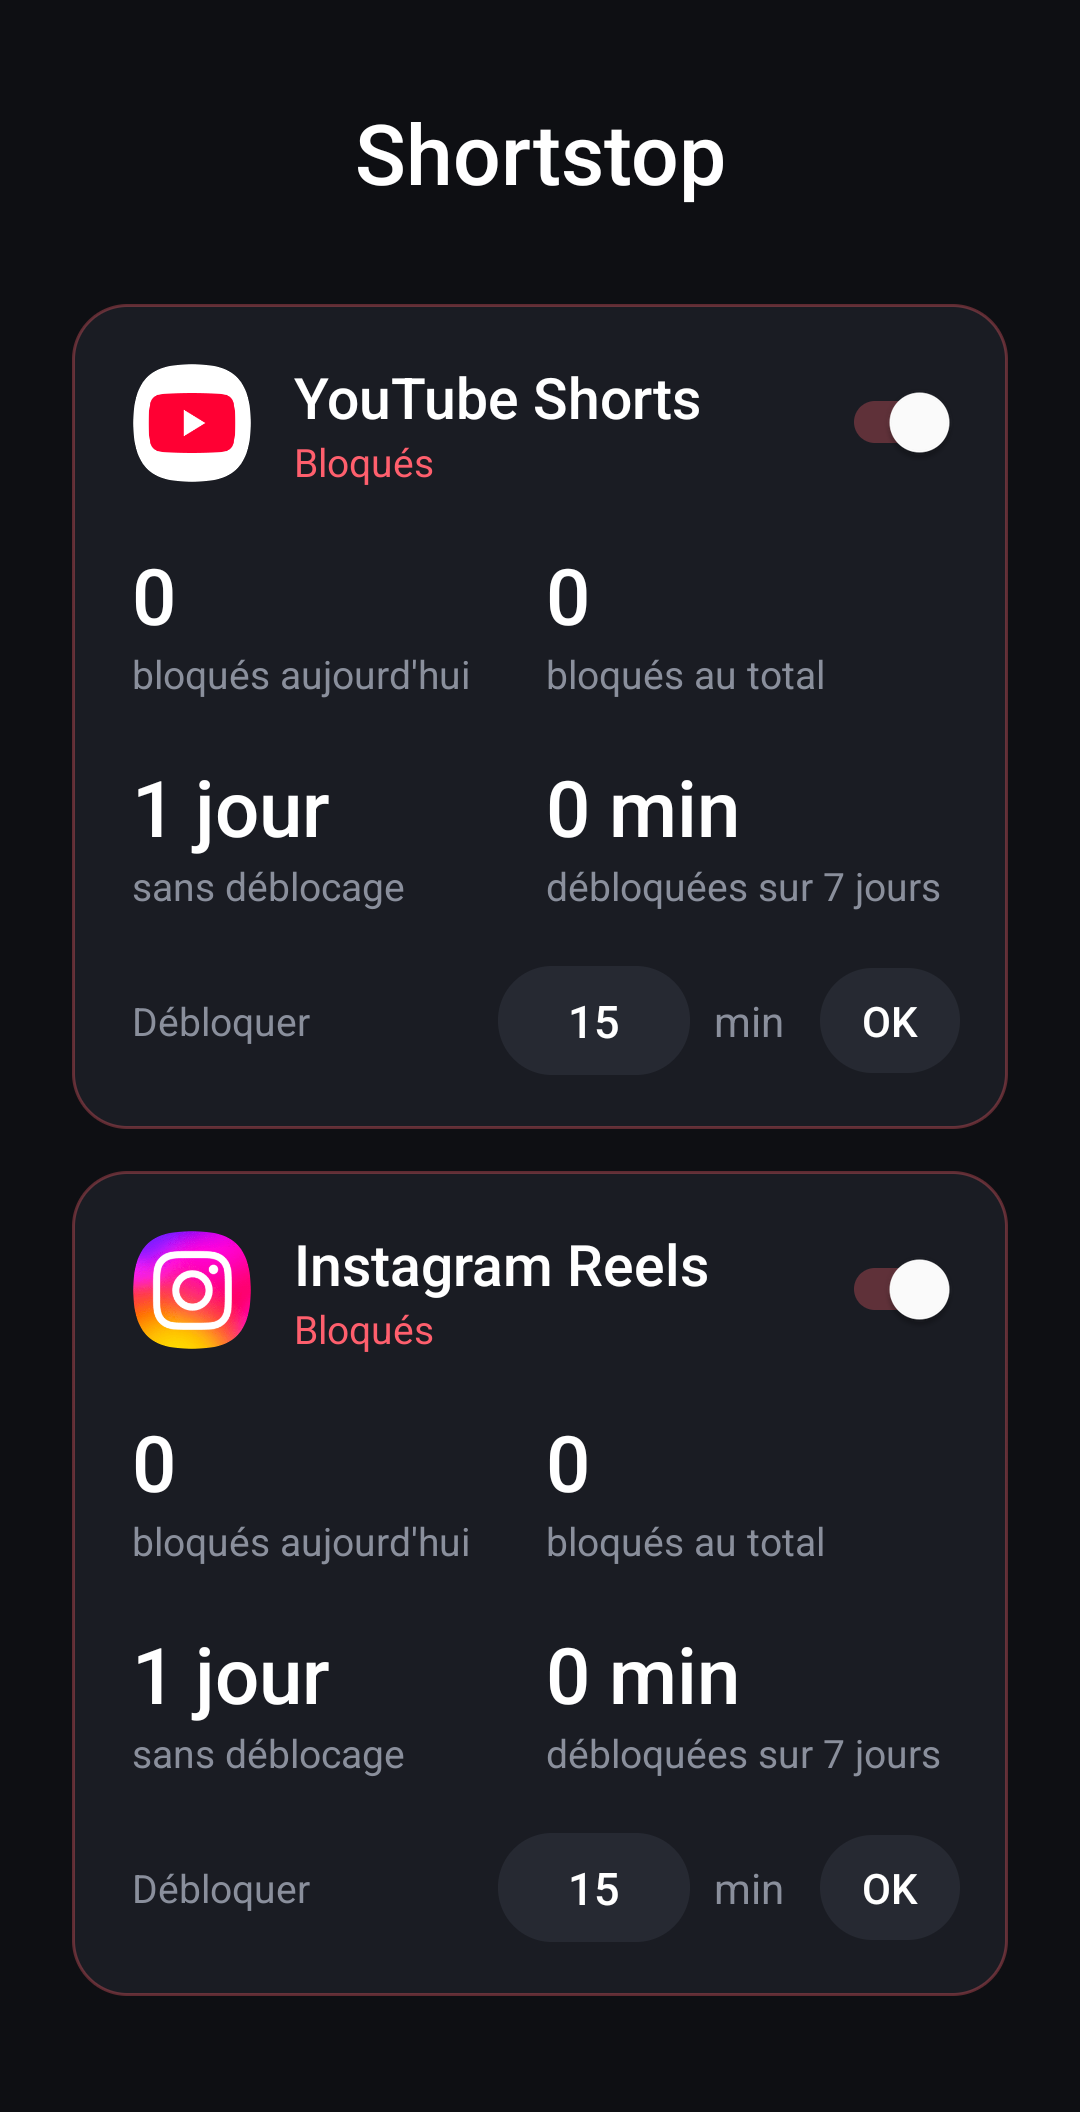 Shortstop
YouTube Shorts
Bloqués
0
0
bloqués aujourd'hui
bloqués au total
1 jour
0 min
sans déblocage
débloquées sur 7 jours
Débloquer 15 min OK
Instagram Reels
Bloqués
0
0
bloqués aujourd'hui
bloqués au total
1 jour
0 min
sans déblocage
débloquées sur 7 jours
Débloquer 15 min OK